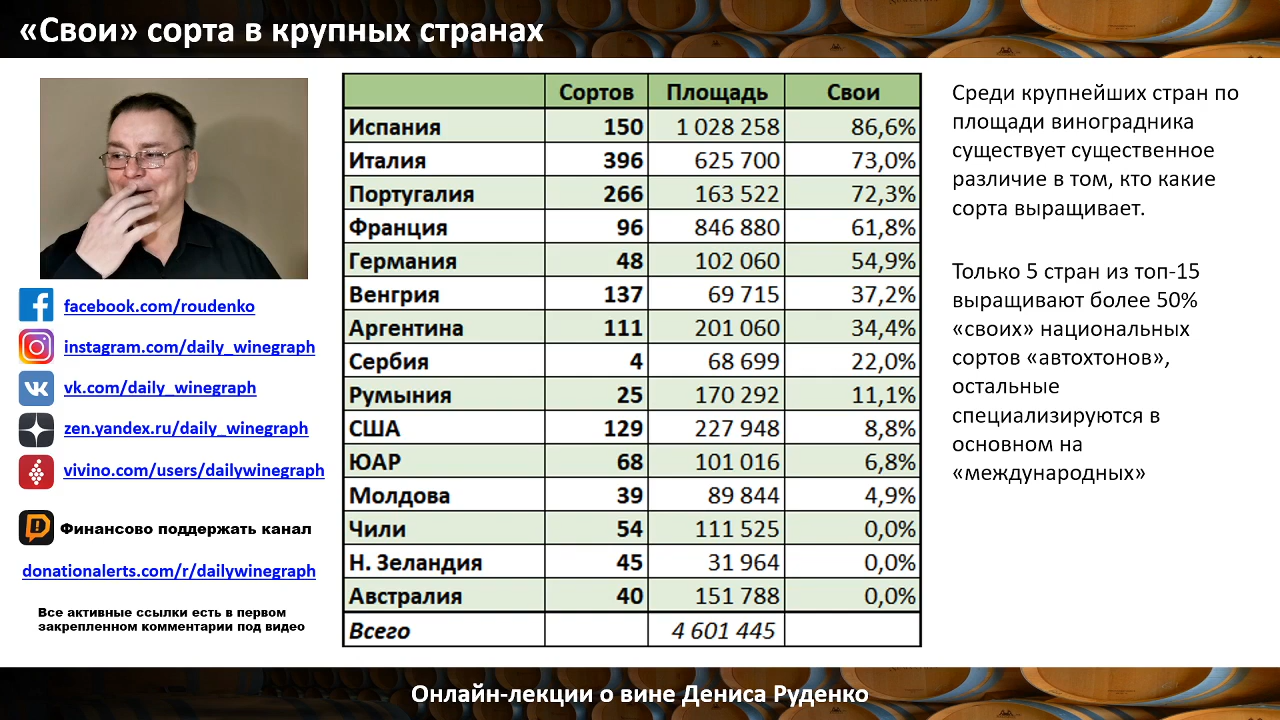 «Свои» сорта в крупных странах
facebook.com/roudenko
instagram.com/daily_winegraph
vk.com/daily_winegraph
zen.yandex.ru/daily_winegraph
vivino.com/users/dailywinegraph
Финансово поддержать канал
donationalerts.com/r/dailywinegraph
Все активные ссылки есть в первом
закрепленном комментарии под видео
Сортов Площадь Свои
Испания 150 1 028 258 86,6%
Италия 396 625 700 73,0%
Португалия 266 163 522 72,3%
Франция 96 846 880 61,8%
Германия 48 102 060 54,9%
Венгрия 137 69 715 37,2%
Аргентина 111 201 060 34,4%
Сербия 4 68 699 22,0%
Румыния 25 170 292 11,1%
США 129 227 948 8,8%
ЮАР 68 101 016 6,8%
Молдова 39 89 844 4,9%
Чили 54 111 525 0,0%
Н. Зеландия 45 31 964 0,0%
Австралия 40 151 788 0,0%
Всего 4 601 445
Среди крупнейших стран по
площади виноградника
существует существенное
различие в том, кто какие
сорта выращивает.
Только 5 стран из топ-15
выращивают более 50%
«своих» национальных
сортов «автохтонов»,
остальные
специализируются в
основном на
«международных»
Онлайн-лекции о вине Дениса Руденко